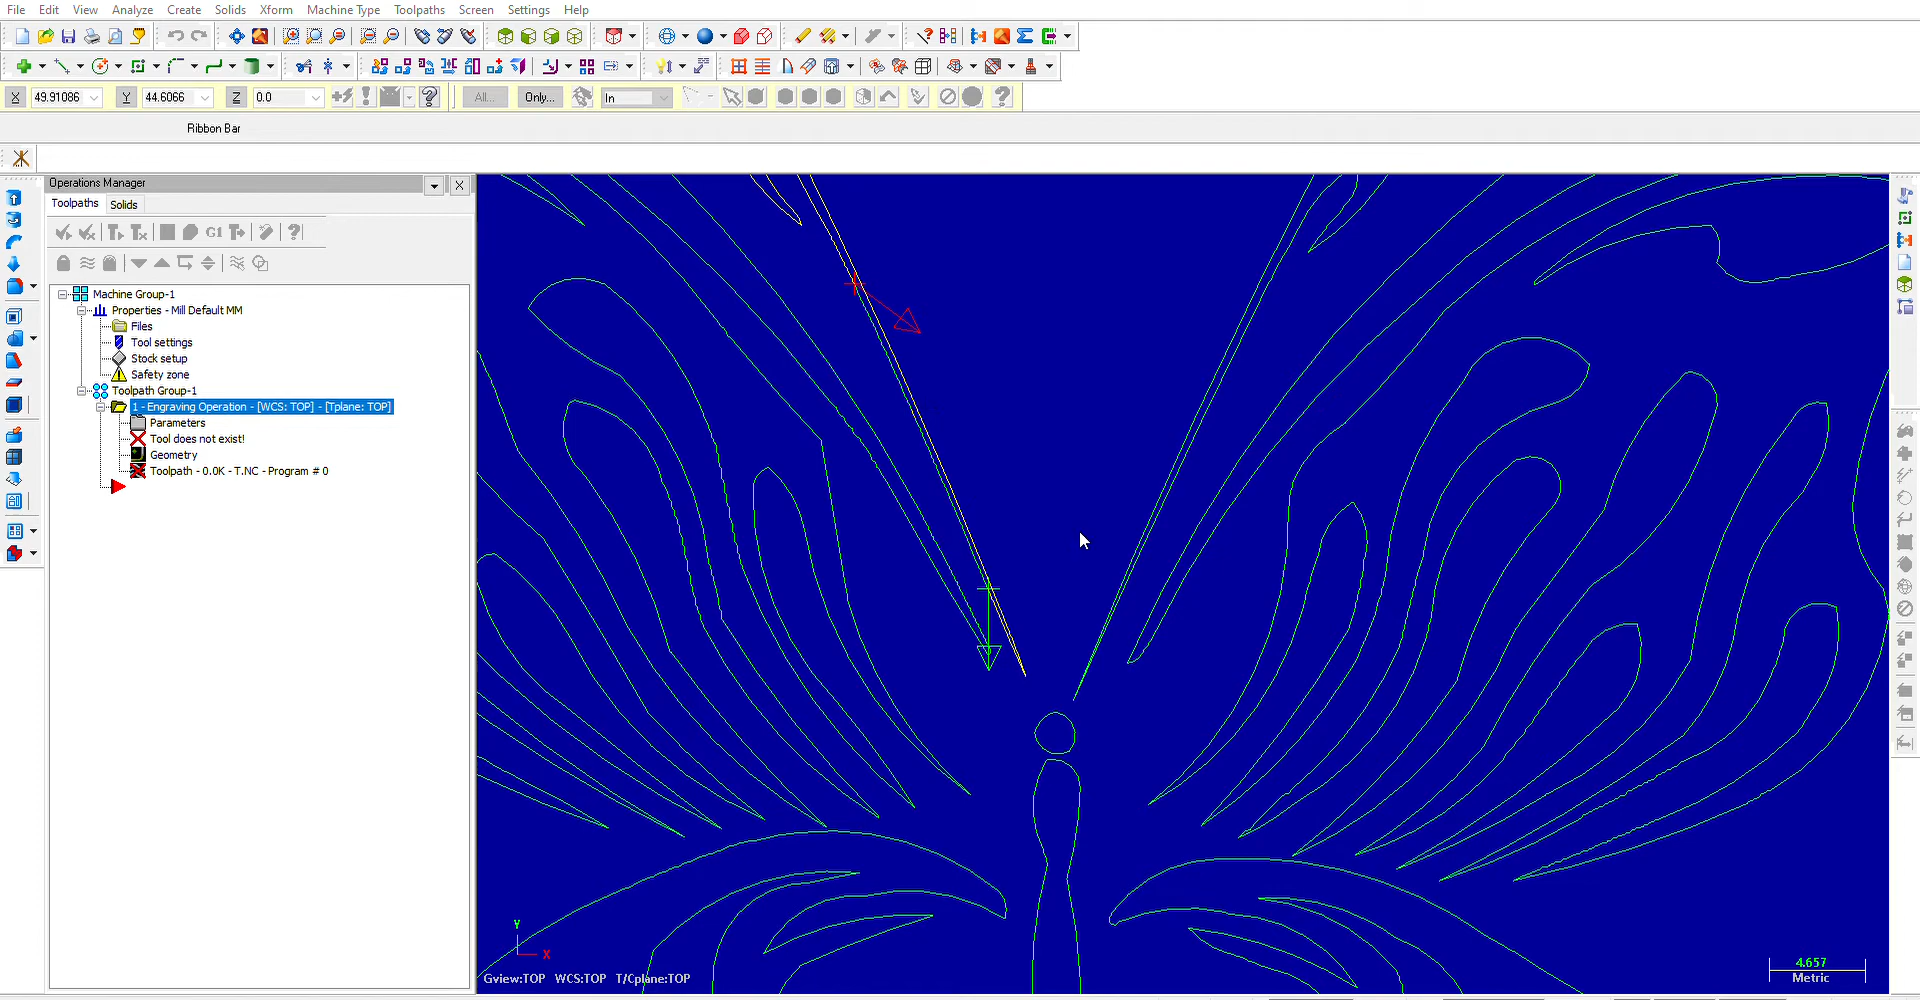 File Edit View Analyze Create Solids Xform Machine Type Toolpaths Screen Settings Help
X 49.91086 Y 44.6066 Z 0.0 All... Only... In
Ribbon Bar
Operations Manager
Toolpaths Solids
G1
Machine Group-1
Properties - Mill Default MM
Files
Tool settings
Stock setup
Safety zone
Toolpath Group-1
1 - Engraving Operation - [WCS: TOP] - [Tplane: TOP]
Parameters
Tool does not exist!
Geometry
Toolpath - 0.0K - T.NC - Program # 0
Y
X
Gview:TOP WCS:TOP T/Cplane:TOP
4.657
Metric